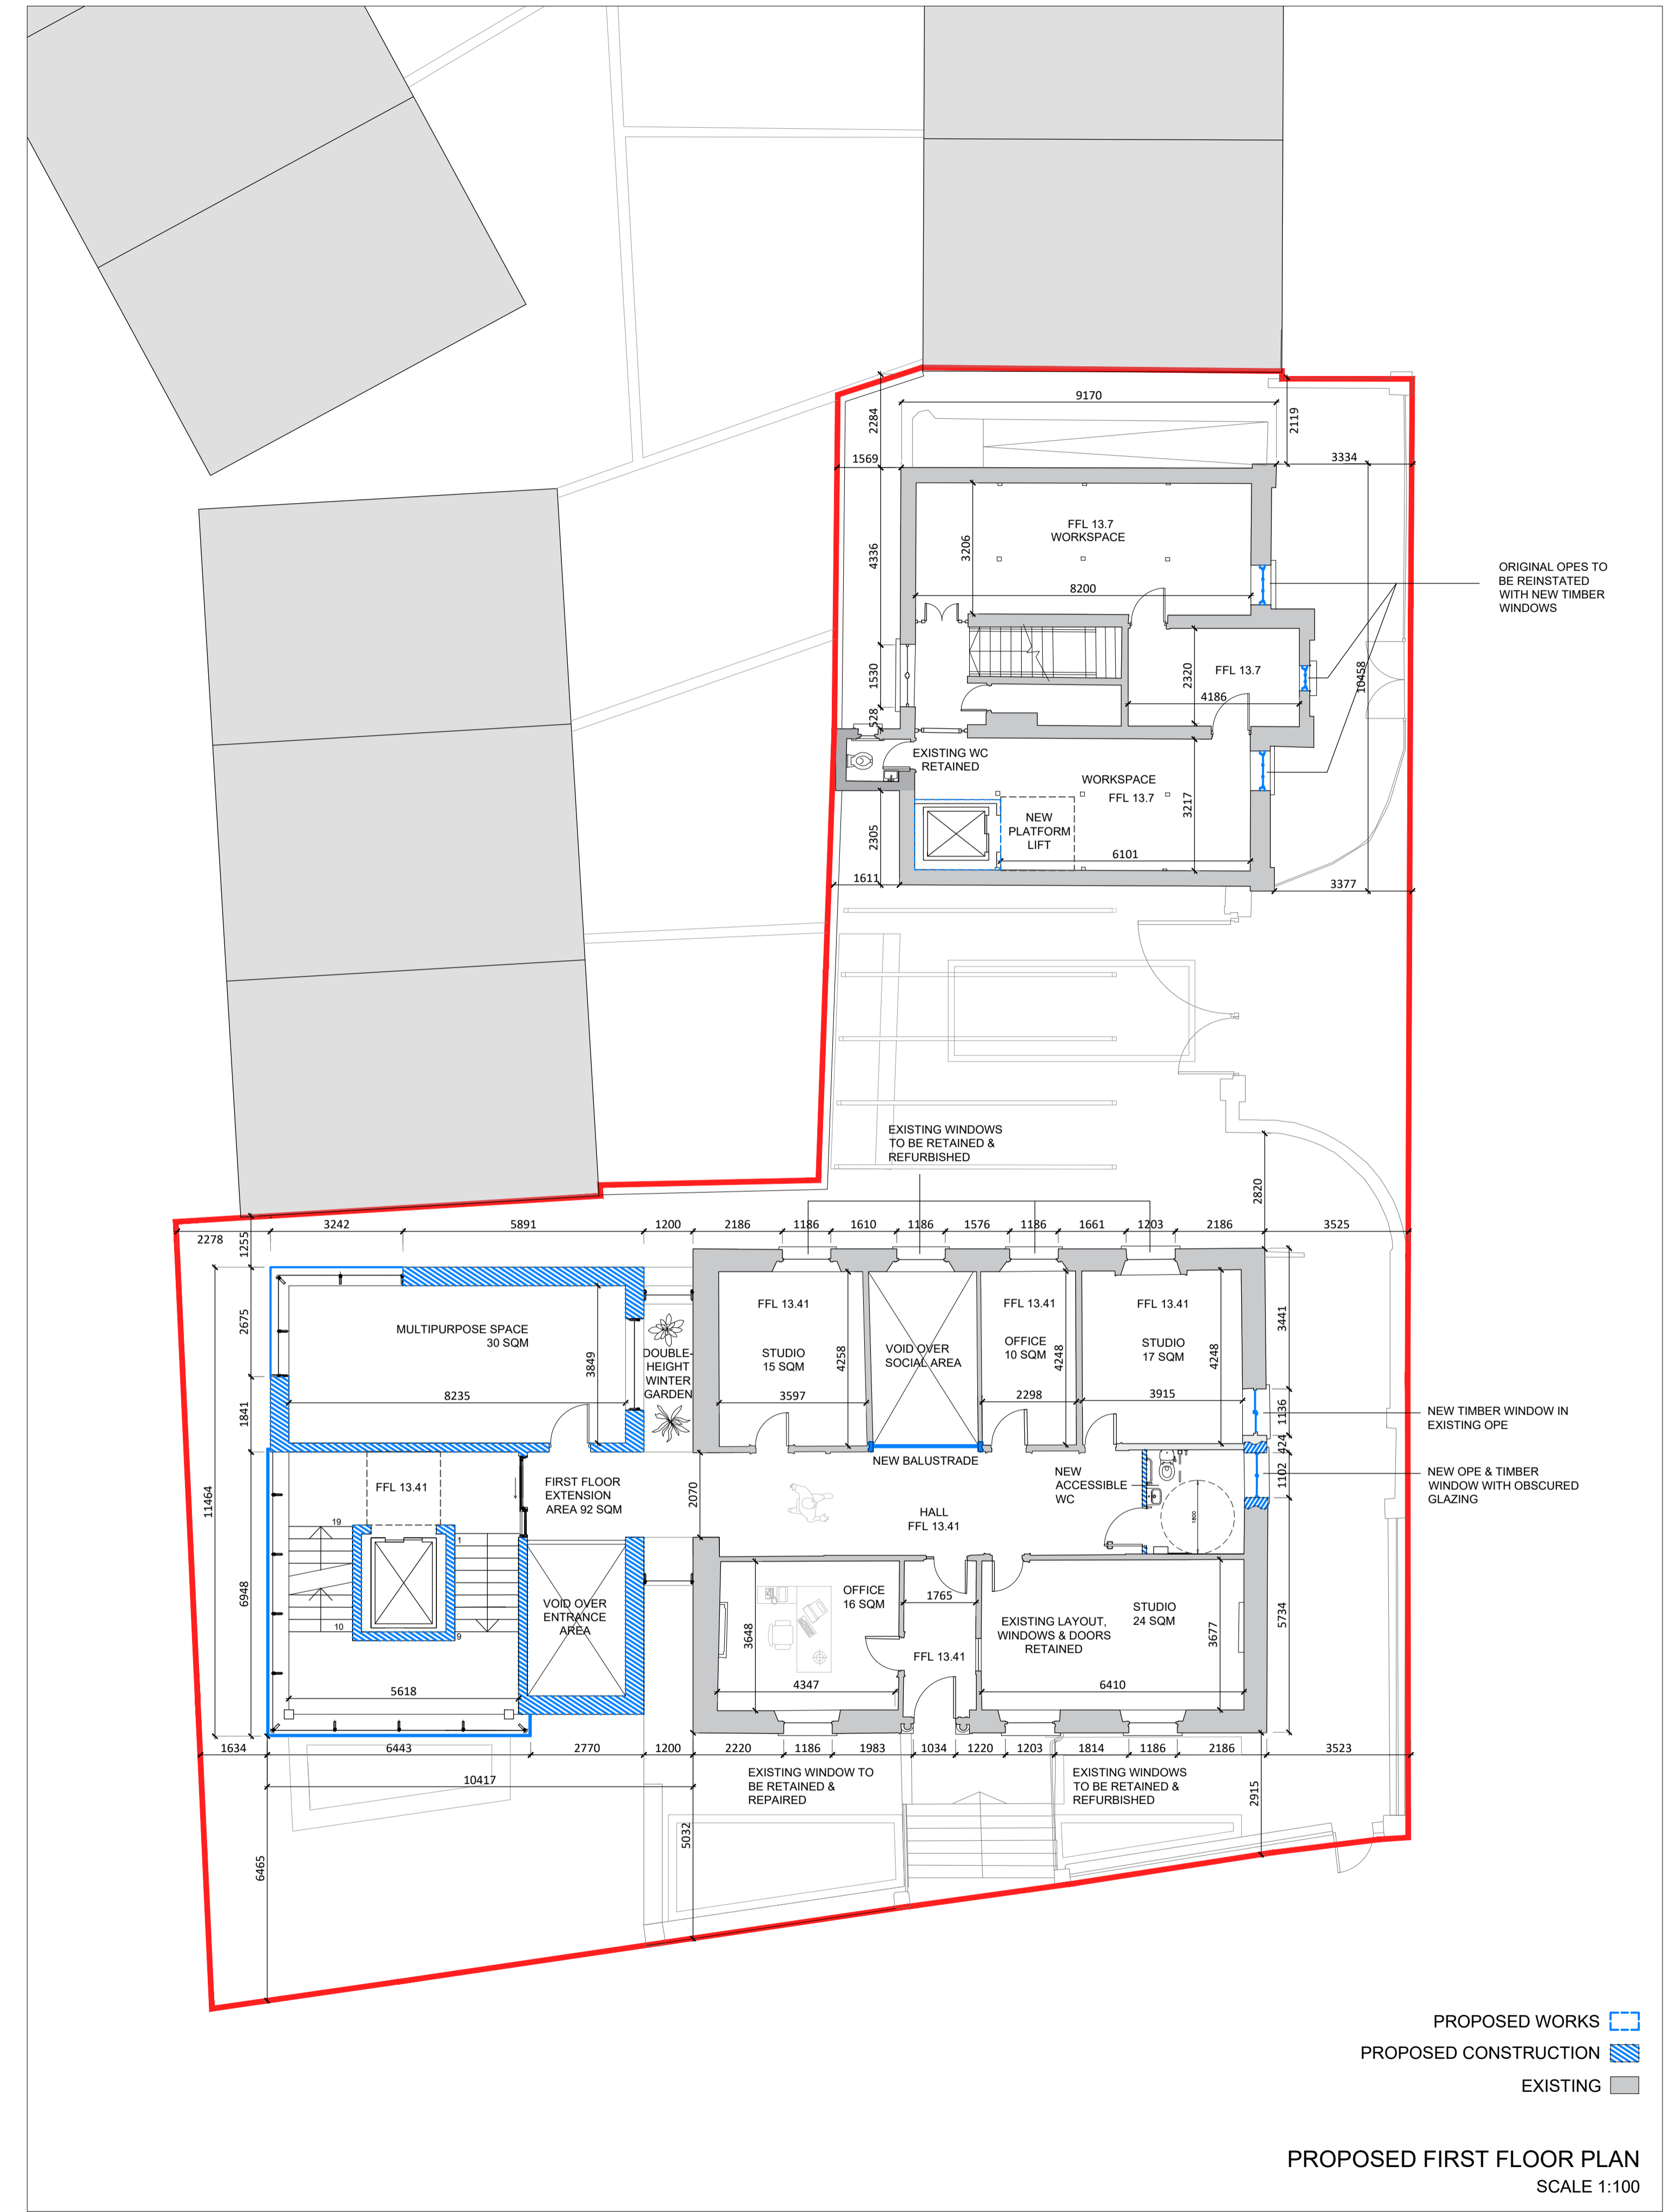 9170
2284
2119
1569
3334
FFL 13.7
WORKSPACE
3206
4336
8200
10458
ORIGINAL OPES TO
BE REINSTATED
WITH NEW TIMBER
WINDOWS
1530
2320
FFL 13.7
4186
528
EXISTING WC
RETAINED
WORKSPACE
FFL 13.7
3217
NEW
PLATFORM
LIFT
2305
6101
1611
3377
EXISTING WINDOWS
TO BE RETAINED &
REFURBISHED
2820
3242
5891
1200
2186
1186
1610
1186
1576
1186
1661
1203
2186
3525
2278
1255
2675
MULTIPURPOSE SPACE
30 SQM
3849
8235
1841
DOUBLE-
HEIGHT
WINTER
GARDEN
FFL 13.41
STUDIO
15 SQM
4258
3597
VOID OVER
SOCIAL AREA
FFL 13.41
OFFICE
10 SQM
4248
2298
FFL 13.41
STUDIO
17 SQM
4248
3915
3441
1136
424
1102
NEW TIMBER WINDOW IN
EXISTING OPE
NEW OPE & TIMBER
WINDOW WITH OBSCURED
GLAZING
NEW BALUSTRADE
NEW
ACCESSIBLE
WC
1800
11464
FFL 13.41
FIRST FLOOR
EXTENSION
AREA 92 SQM
2070
HALL
FFL 13.41
19
1
10
9
6948
VOID OVER
ENTRANCE
AREA
5618
OFFICE
16 SQM
3648
4347
1765
FFL 13.41
EXISTING LAYOUT,
WINDOWS & DOORS
RETAINED
STUDIO
24 SQM
3677
6410
5734
1634
6443
2770
1200
2220
1186
1983
1034
1220
1203
1814
1186
2186
3523
10417
EXISTING WINDOW TO
BE RETAINED &
REPAIRED
EXISTING WINDOWS
TO BE RETAINED &
REFURBISHED
2915
5032
6465
PROPOSED WORKS
PROPOSED CONSTRUCTION
EXISTING
PROPOSED FIRST FLOOR PLAN
SCALE 1:100